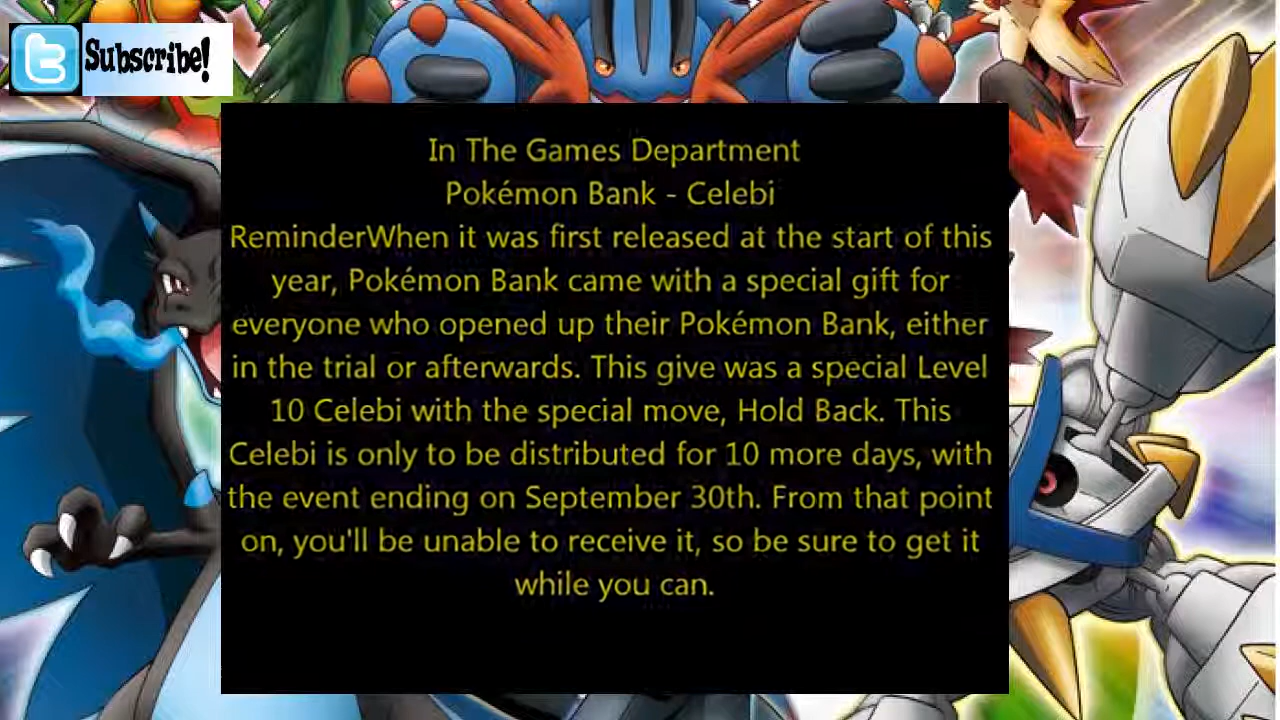 Subscribe!
In The Games Department
Pokémon Bank - Celebi
ReminderWhen it was first released at the start of this
year, Pokémon Bank came with a special gift for
everyone who opened up their Pokémon Bank, either
in the trial or afterwards. This give was a special Level
10 Celebi with the special move, Hold Back. This
Celebi is only to be distributed for 10 more days, with
the event ending on September 30th. From that point
on, you'll be unable to receive it, so be sure to get it
while you can.